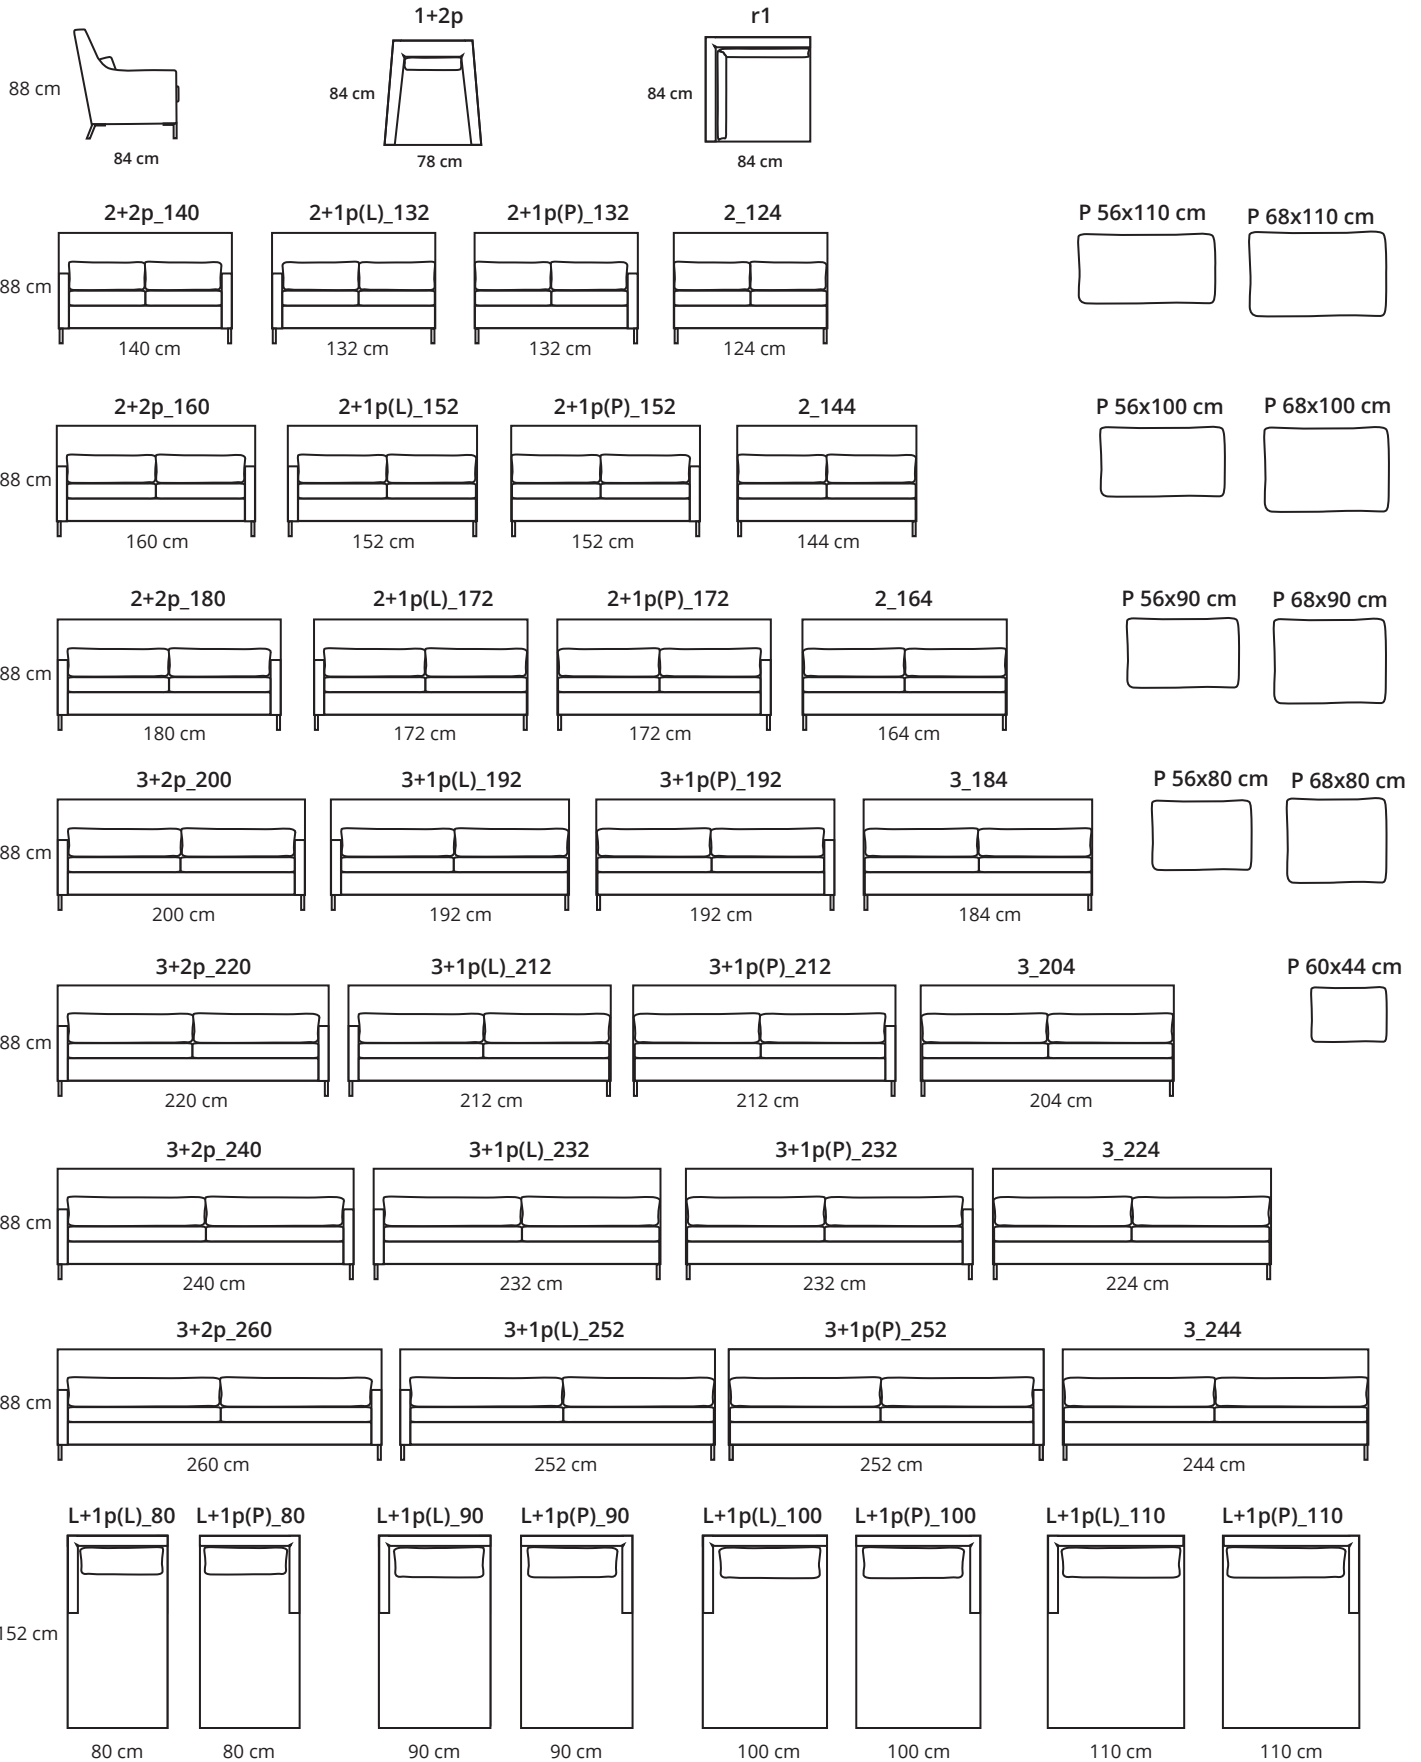 1+2p
r1
88 cm
84 cm
84 cm
84 cm
78 cm
84 cm
2+2p_140
2+1p(L)_132
2+1p(P)_132
2_124
P 56x110 cm
P 68x110 cm
88 cm
140 cm
132 cm
132 cm
124 cm
2+2p_160
2+1p(L)_152
2+1p(P)_152
2_144
P 56x100 cm
P 68x100 cm
88 cm
160 cm
152 cm
152 cm
144 cm
2+2p_180
2+1p(L)_172
2+1p(P)_172
2_164
P 56x90 cm
P 68x90 cm
88 cm
180 cm
172 cm
172 cm
164 cm
3+2p_200
3+1p(L)_192
3+1p(P)_192
3_184
P 56x80 cm
P 68x80 cm
88 cm
200 cm
192 cm
192 cm
184 cm
3+2p_220
3+1p(L)_212
3+1p(P)_212
3_204
P 60x44 cm
88 cm
220 cm
212 cm
212 cm
204 cm
3+2p_240
3+1p(L)_232
3+1p(P)_232
3_224
88 cm
240 cm
232 cm
232 cm
224 cm
3+2p_260
3+1p(L)_252
3+1p(P)_252
3_244
88 cm
260 cm
252 cm
252 cm
244 cm
L+1p(L)_80
L+1p(P)_80
L+1p(L)_90
L+1p(P)_90
L+1p(L)_100
L+1p(P)_100
L+1p(L)_110
L+1p(P)_110
152 cm
80 cm
80 cm
90 cm
90 cm
100 cm
100 cm
110 cm
110 cm